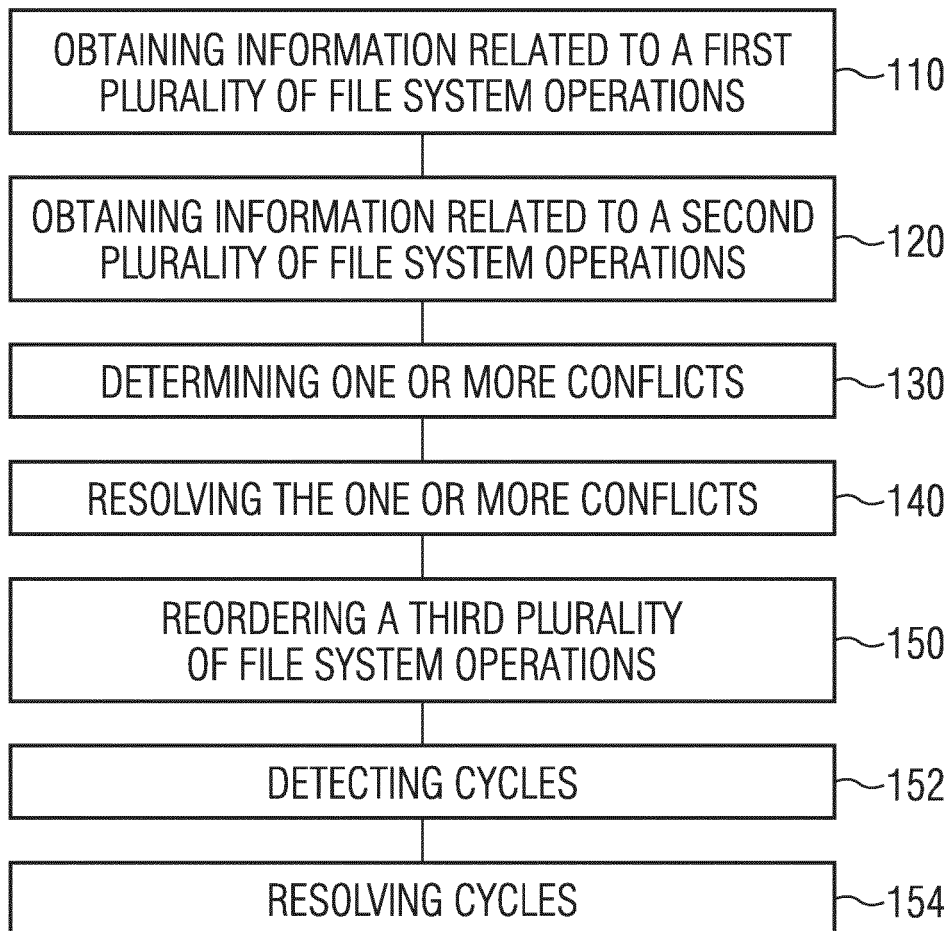 OBTAINING INFORMATION RELATED TO A FIRST
PLURALITY OF FILE SYSTEM OPERATIONS
110
OBTAINING INFORMATION RELATED TO A SECOND
PLURALITY OF FILE SYSTEM OPERATIONS
120
DETERMINING ONE OR MORE CONFLICTS
130
RESOLVING THE ONE OR MORE CONFLICTS
140
REORDERING A THIRD PLURALITY
OF FILE SYSTEM OPERATIONS
150
DETECTING CYCLES
152
RESOLVING CYCLES
154